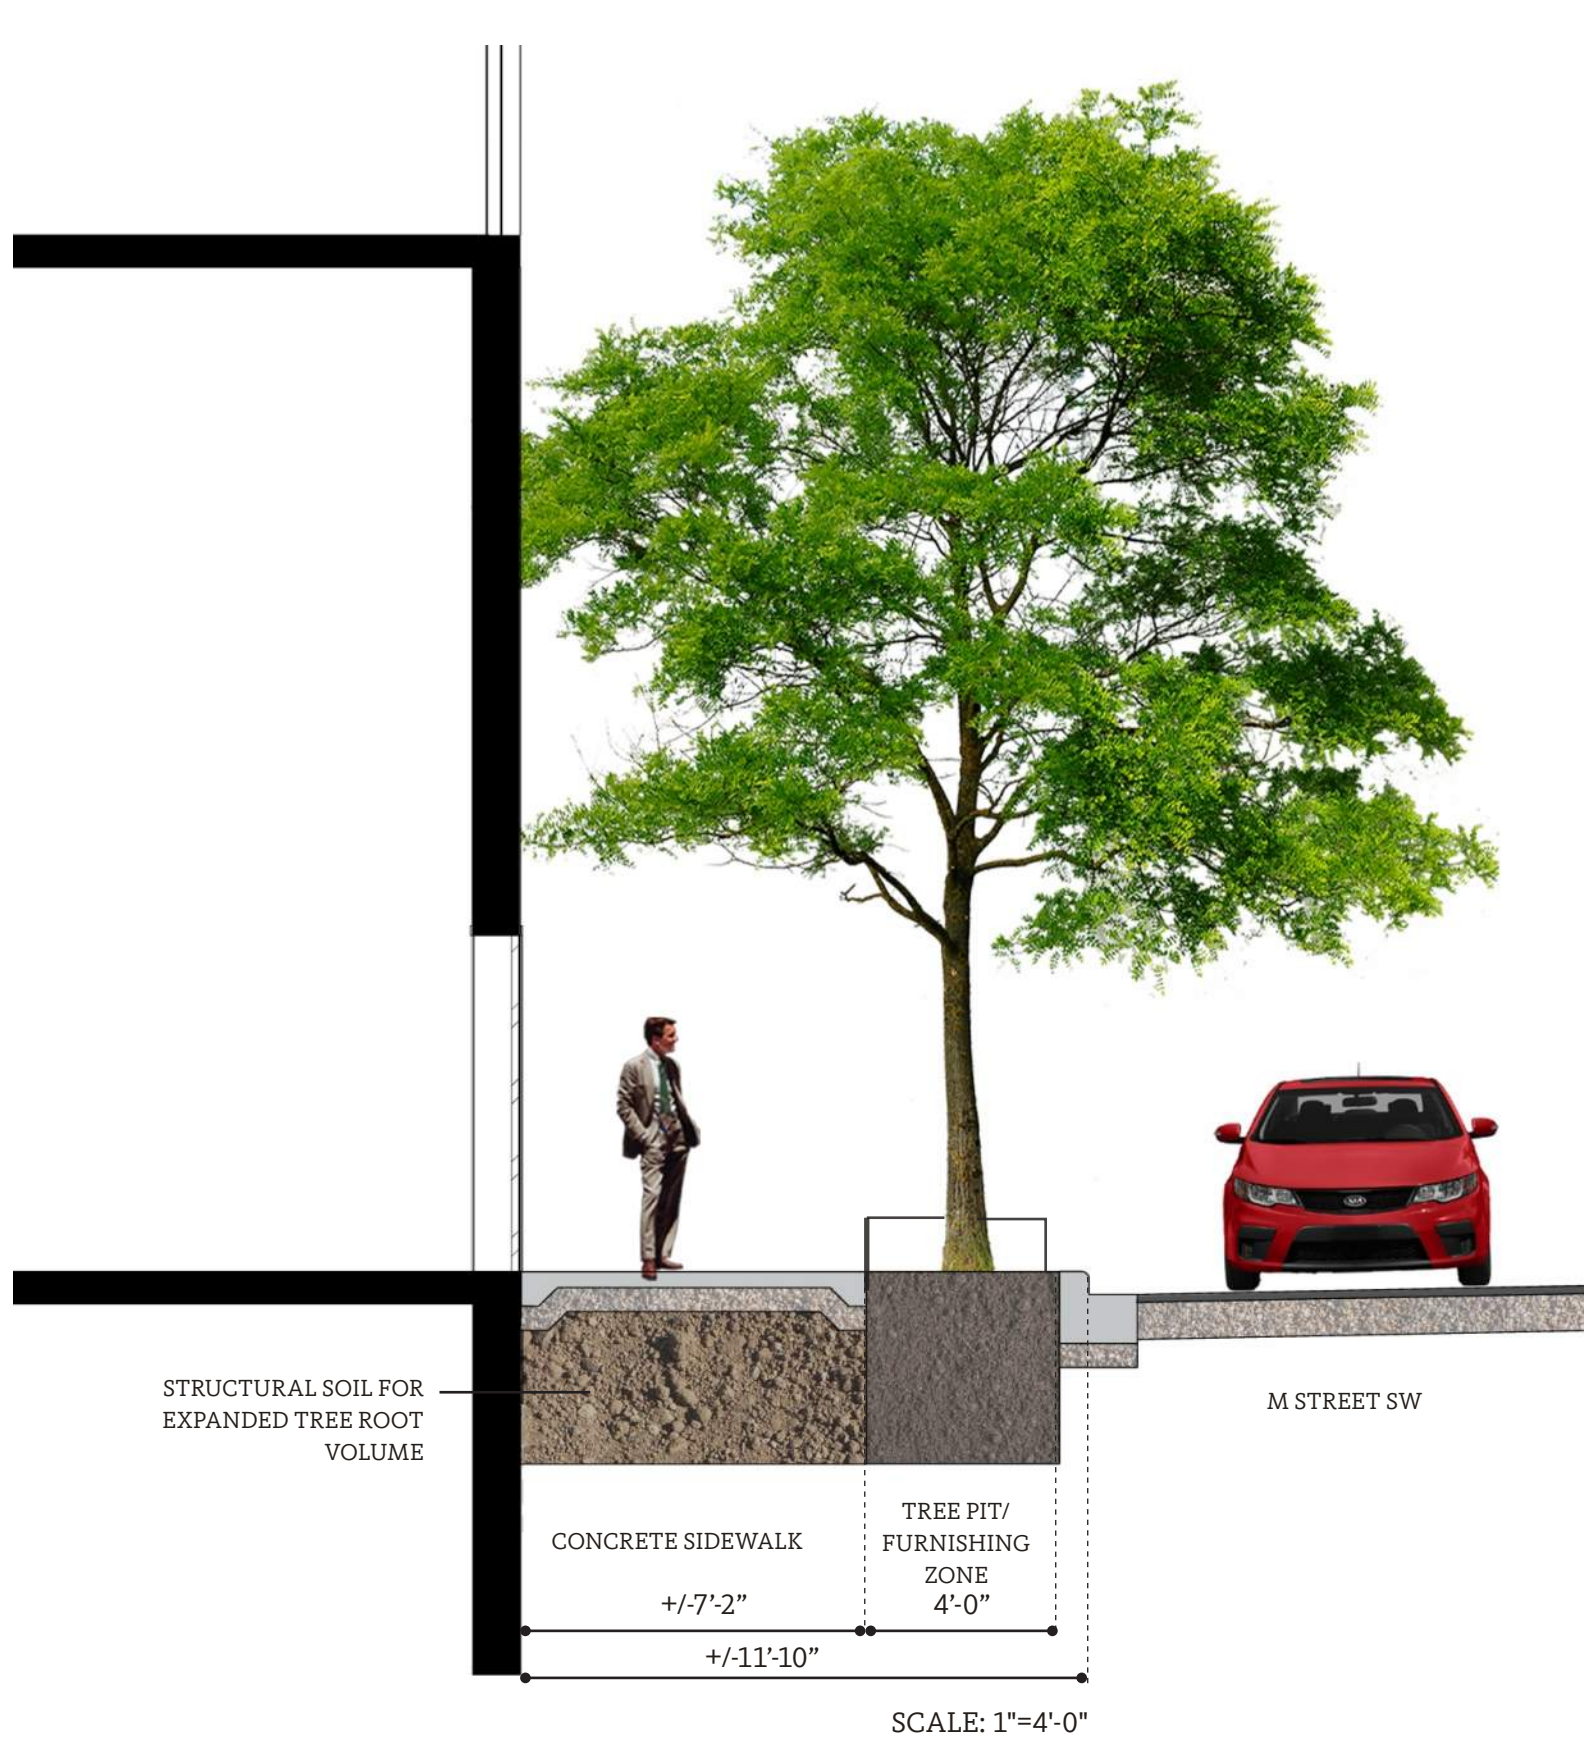 STRUCTURAL SOIL FOR
EXPANDED TREE ROOT
VOLUME
M STREET SW
CONCRETE SIDEWALK
+/-7’-2”
TREE PIT/
FURNISHING
ZONE
4’-0”
+/-11’-10”
SCALE: 1"=4'-0"